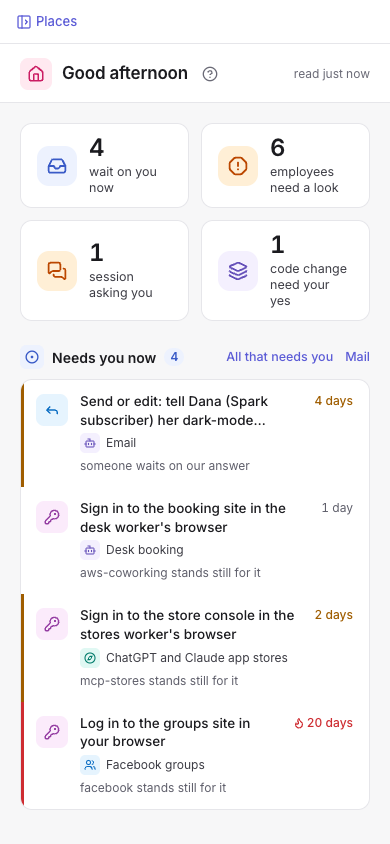 Places
Good afternoon
read just now
4
wait on you
now
6
employees
need a look
1
session
asking you
1
code change
need your
yes
Needs you now 4
All that needs you Mail
Send or edit: tell Dana (Spark
subscriber) her dark-mode...
4 days
Email
someone waits on our answer
Sign in to the booking site in the
desk worker's browser
1 day
Desk booking
aws-coworking stands still for it
Sign in to the store console in the
stores worker's browser
2 days
ChatGPT and Claude app stores
mcp-stores stands still for it
Log in to the groups site in
your browser
20 days
Facebook groups
facebook stands still for it